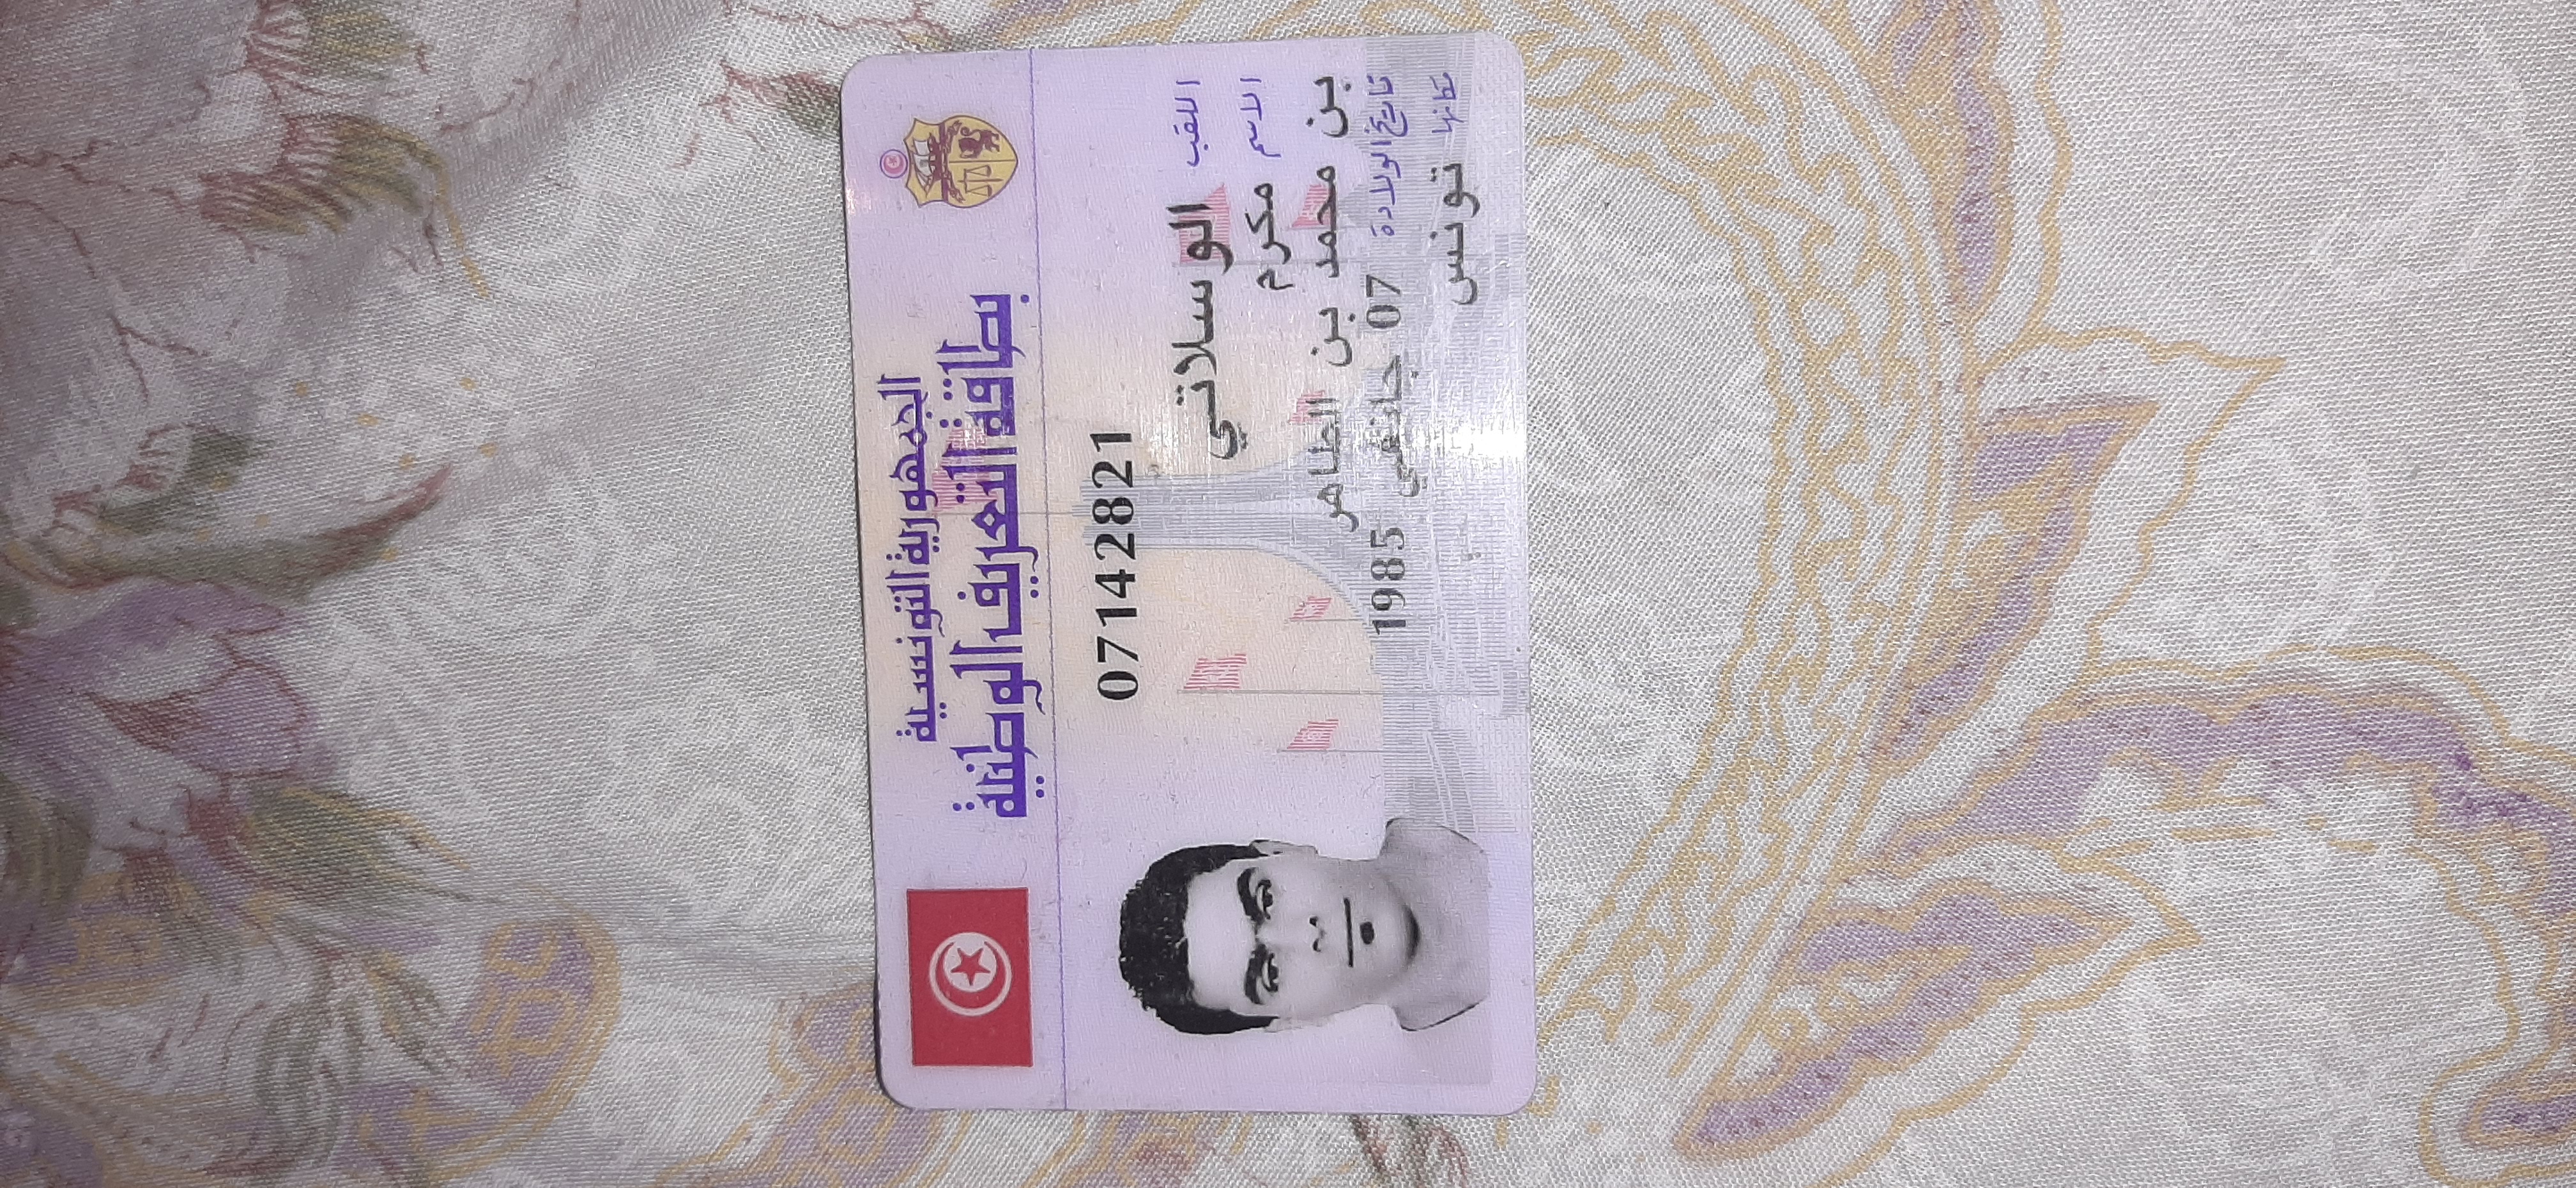 الجمهورية التونسية
بطاقة التعريف الوطنية
07142821
اللقب الوسلاتي
الاسم مكرم
بن محمد بن الطاهر
تاريخ الولادة 07 جانفي 1985
مكانها تونس